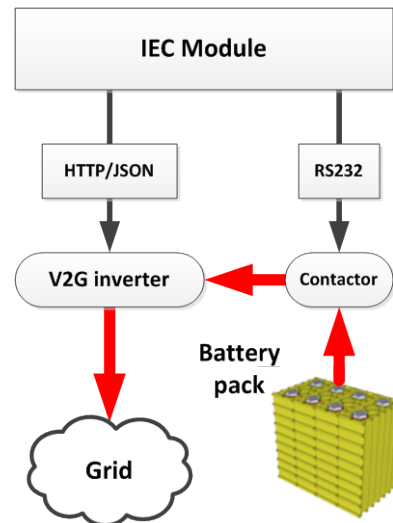 IEC Module
HTTP/JSON
RS232
V2G inverter
Contactor
Battery
pack
Grid